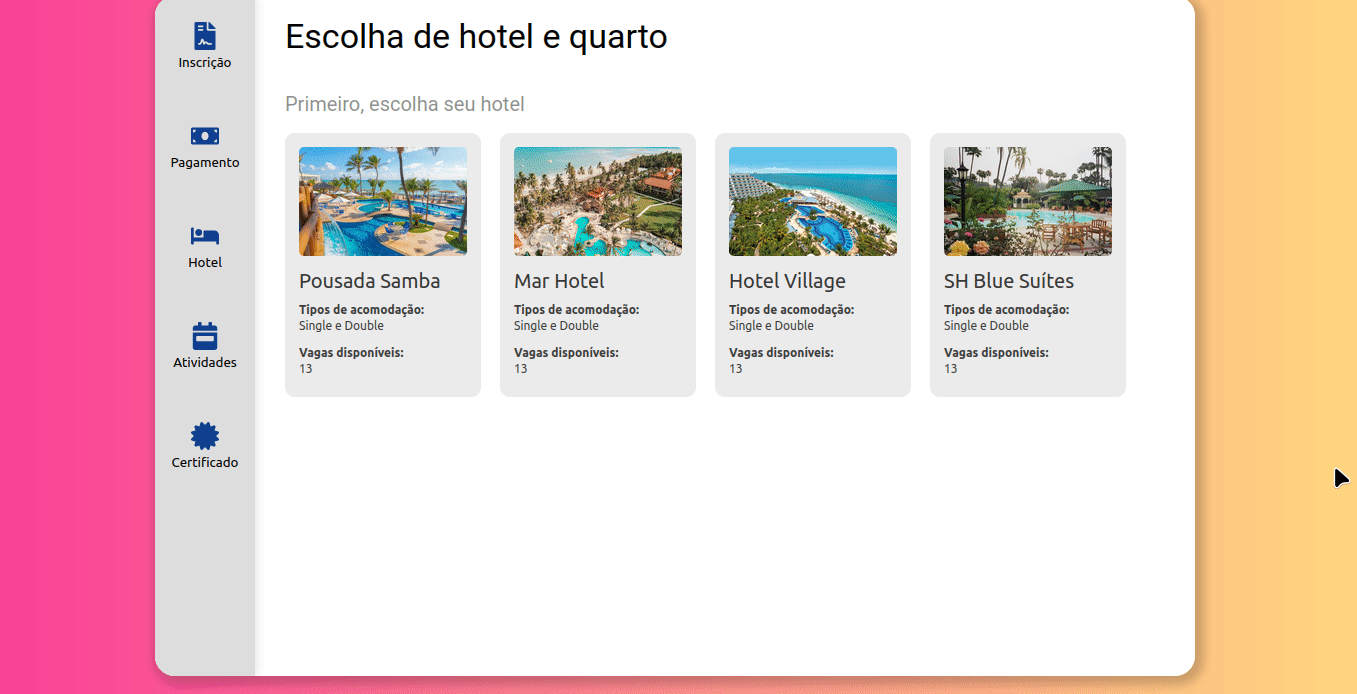 Escolha de hotel e quarto
Inscrição
Pagamento
Hotel
Atividades
Certificado
Primeiro, escolha seu hotel
Pousada Samba
Tipos de acomodação:
Single e Double
Vagas disponíveis:
13
Mar Hotel
Tipos de acomodação:
Single e Double
Vagas disponíveis:
13
Hotel Village
Tipos de acomodação:
Single e Double
Vagas disponíveis:
13
SH Blue Suítes
Tipos de acomodação:
Single e Double
Vagas disponíveis:
13